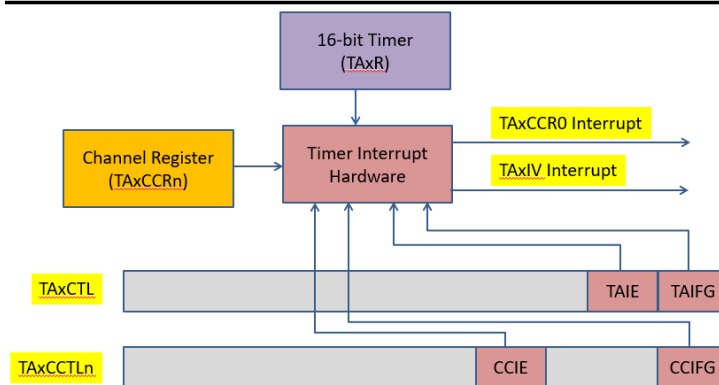 16-bit Timer
(TAxR)
TAxCCR0 Interrupt
Channel Register
(TAxCCRn)
Timer Interrupt
Hardware
TAxIV Interrupt
TAxCTL
TAIE
TAIFG
TAxCCTLn
CCIE
CCIFG